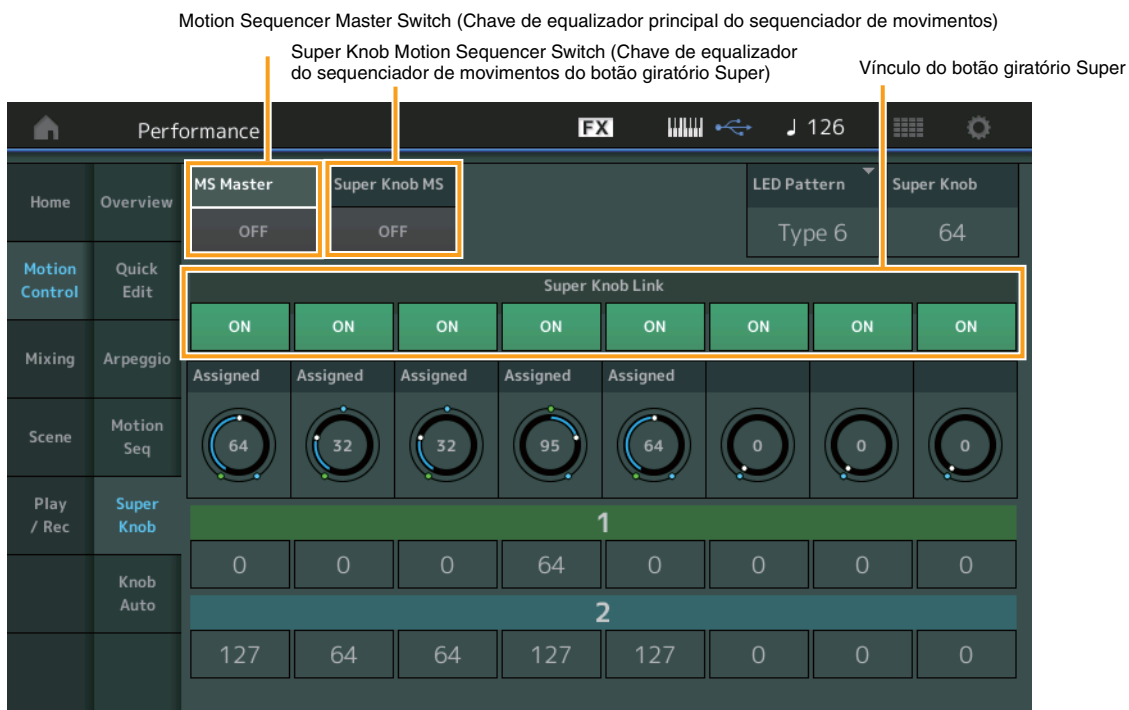 Motion Sequencer Master Switch (Chave de equalizador principal do sequenciador de movimentos)
Super Knob Motion Sequencer Switch (Chave de equalizador
do sequenciador de movimentos do botão giratório Super)
Vínculo do botão giratório Super
Performance
FX
126
Home
Overview
MS Master
Super Knob MS
LED Pattern
Super Knob
OFF
OFF
Type 6
64
Motion
Control
Quick
Edit
Super Knob Link
ON ON ON ON ON ON ON ON
Mixing
Arpeggio
Assigned Assigned Assigned Assigned Assigned
Scene
Motion
Seq
64 32 32 95 64 0 0 0
Play
/ Rec
Super
Knob
1
0 0 0 64 0 0 0 0
Knob
Auto
2
127 64 64 127 127 0 0 0